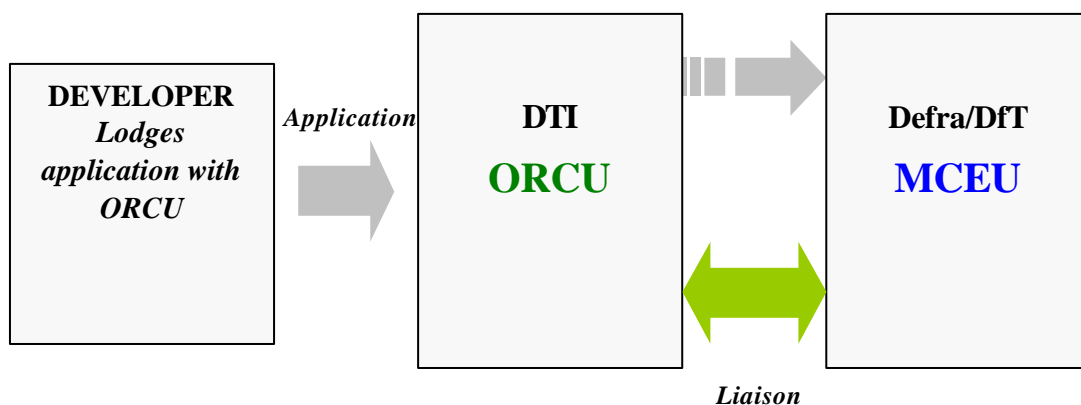 DEVELOPER
Lodges
application with
ORCU
Application
DTI
ORCU
Defra/DfT
MCEU
Liaison